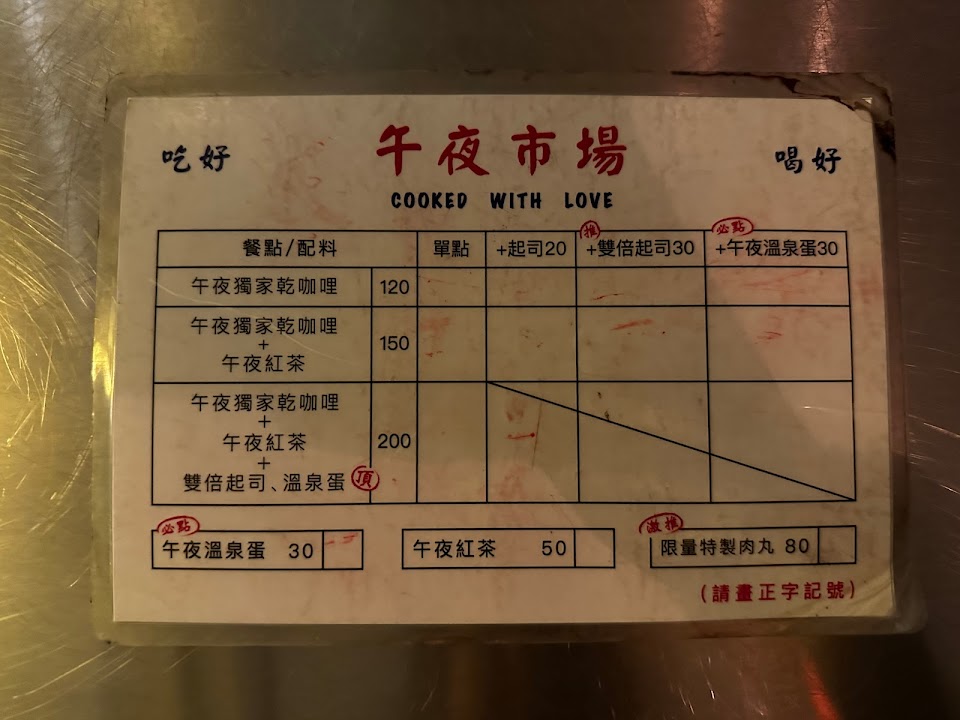 吃好
午夜市場
喝好
COOKED WITH LOVE
餐點/配料 單點 +起司20 推 +雙倍起司30 必點 +午夜溫泉蛋30
午夜獨家乾咖哩 120
午夜獨家乾咖哩
+
午夜紅茶
150
午夜獨家乾咖哩
+
午夜紅茶
+
雙倍起司、溫泉蛋 頂
200
必點
午夜溫泉蛋 30
午夜紅茶 50
激推
限量特製肉丸 80
(請畫正字記號)